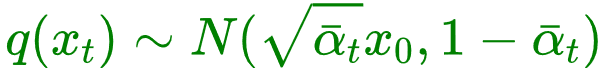 q(x_t) ∼ N(√ᾱ_t x_0, 1 − ᾱ_t)